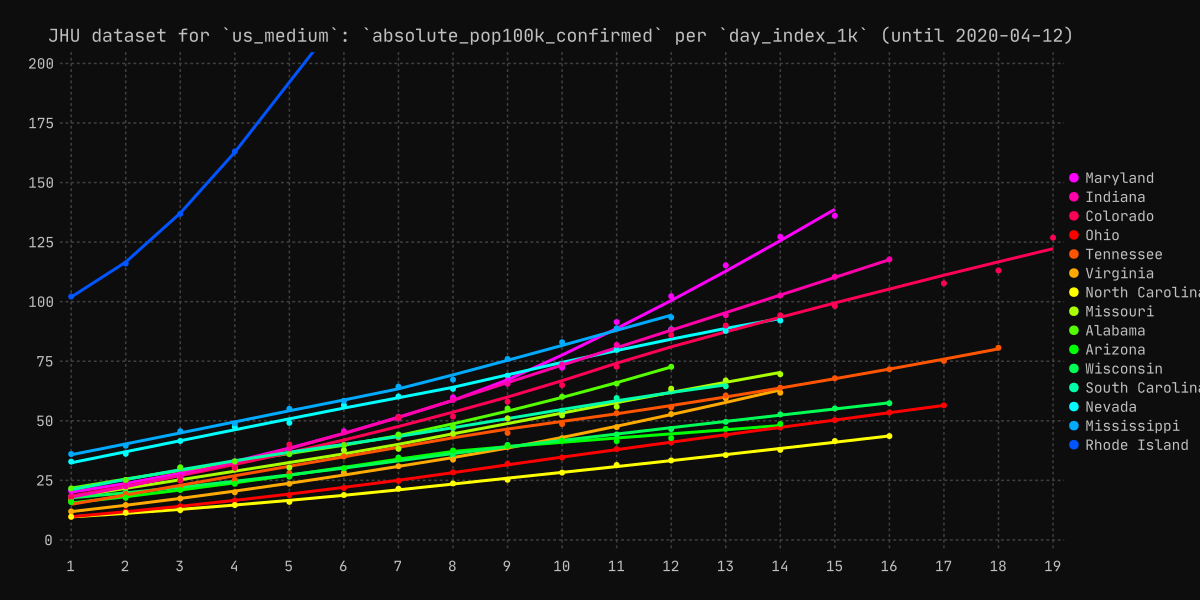 JHU dataset for `us_medium`: `absolute_pop100k_confirmed` per `day_index_1k` (until 2020-04-12)
200
175
150
125
100
75
50
25
0
1 2 3 4 5 6 7 8 9 10 11 12 13 14 15 16 17 18 19
Maryland
Indiana
Colorado
Ohio
Tennessee
Virginia
North Carolina
Missouri
Alabama
Arizona
Wisconsin
South Carolina
Nevada
Mississippi
Rhode Island